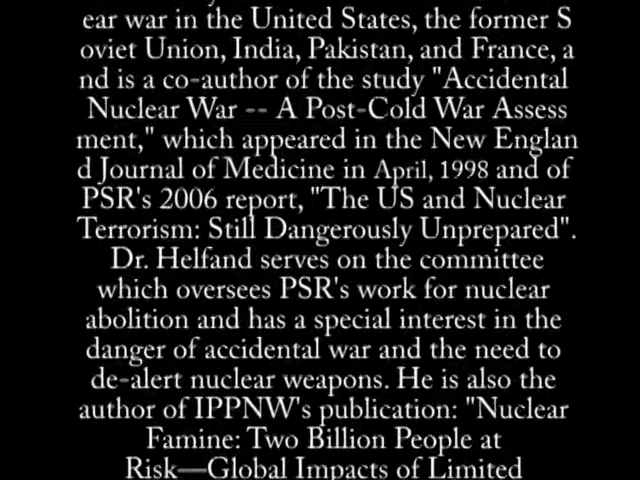 ear war in the United States, the former S
oviet Union, India, Pakistan, and France, a
nd is a co-author of the study "Accidental
Nuclear War -- A Post-Cold War Assess
ment," which appeared in the New Englan
d Journal of Medicine in April, 1998 and of
PSR's 2006 report, "The US and Nuclear
Terrorism: Still Dangerously Unprepared".
Dr. Helfand serves on the committee
which oversees PSR's work for nuclear
abolition and has a special interest in the
danger of accidental war and the need to
de-alert nuclear weapons. He is also the
author of IPPNW's publication: "Nuclear
Famine: Two Billion People at
Risk—Global Impacts of Limited